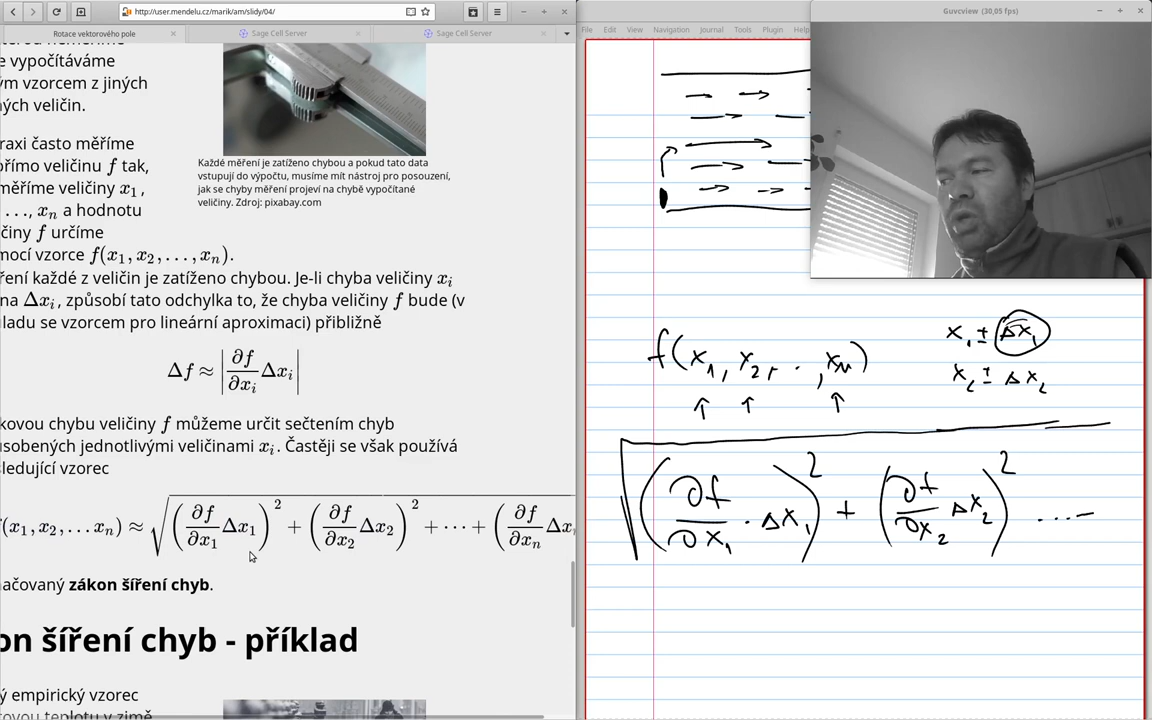 http://user.mendelu.cz/marik/am/slidy/04/
Guvcview (30,05 fps)
Rotace vektorového pole
Sage Cell Server
Sage Cell Server
File Edit View Navigation Journal Tools Plugin Help
e vypočítáváme
ým vzorcem z jiných
ných veličin.
raxi často měříme
přímo veličinu f tak,
měříme veličiny x₁,
…, xₙ a hodnotu
činy f určíme
mocí vzorce f(x₁, x₂, …, xₙ).
Každé měření je zatíženo chybou a pokud tato data
vstupují do výpočtu, musíme mít nástroj pro posouzení,
jak se chyby měření projeví na chybě vypočítané
veličiny. Zdroj: pixabay.com
ření každé z veličin je zatíženo chybou. Je-li chyba veličiny xᵢ
na Δxᵢ, způsobí tato odchylka to, že chyba veličiny f bude (v
ladu se vzorcem pro lineární aproximaci) přibližně
Δf ≈ |∂f/∂xᵢ Δxᵢ|
kovou chybu veličiny f můžeme určit sečtením chyb
ůsobených jednotlivými veličinami xᵢ. Častěji se však používá
sledující vzorec
(x₁, x₂, … xₙ) ≈ √((∂f/∂x₁ Δx₁)² + (∂f/∂x₂ Δx₂)² + ⋯ + (∂f/∂xₙ Δx
načovaný zákon šíření chyb.
on šíření chyb - příklad
ý empirický vzorec
tovou teplotu v zimě
f(x₁, x₂, . . , xₙ)
x₁ ± Δx₁
x₂ ± Δx₂
√((∂f/∂x₁ · Δx₁)² + (∂f/∂x₂ Δx₂)² ....